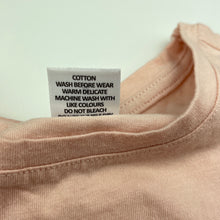 COTTON
WASH BEFORE WEAR
WARM DELICATE
MACHINE WASH WITH
LIKE COLOURS
DO NOT BLEACH